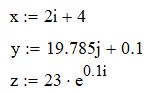 x := 2i + 4
y := 19.785j + 0.1
z := 23 · e^0.1i